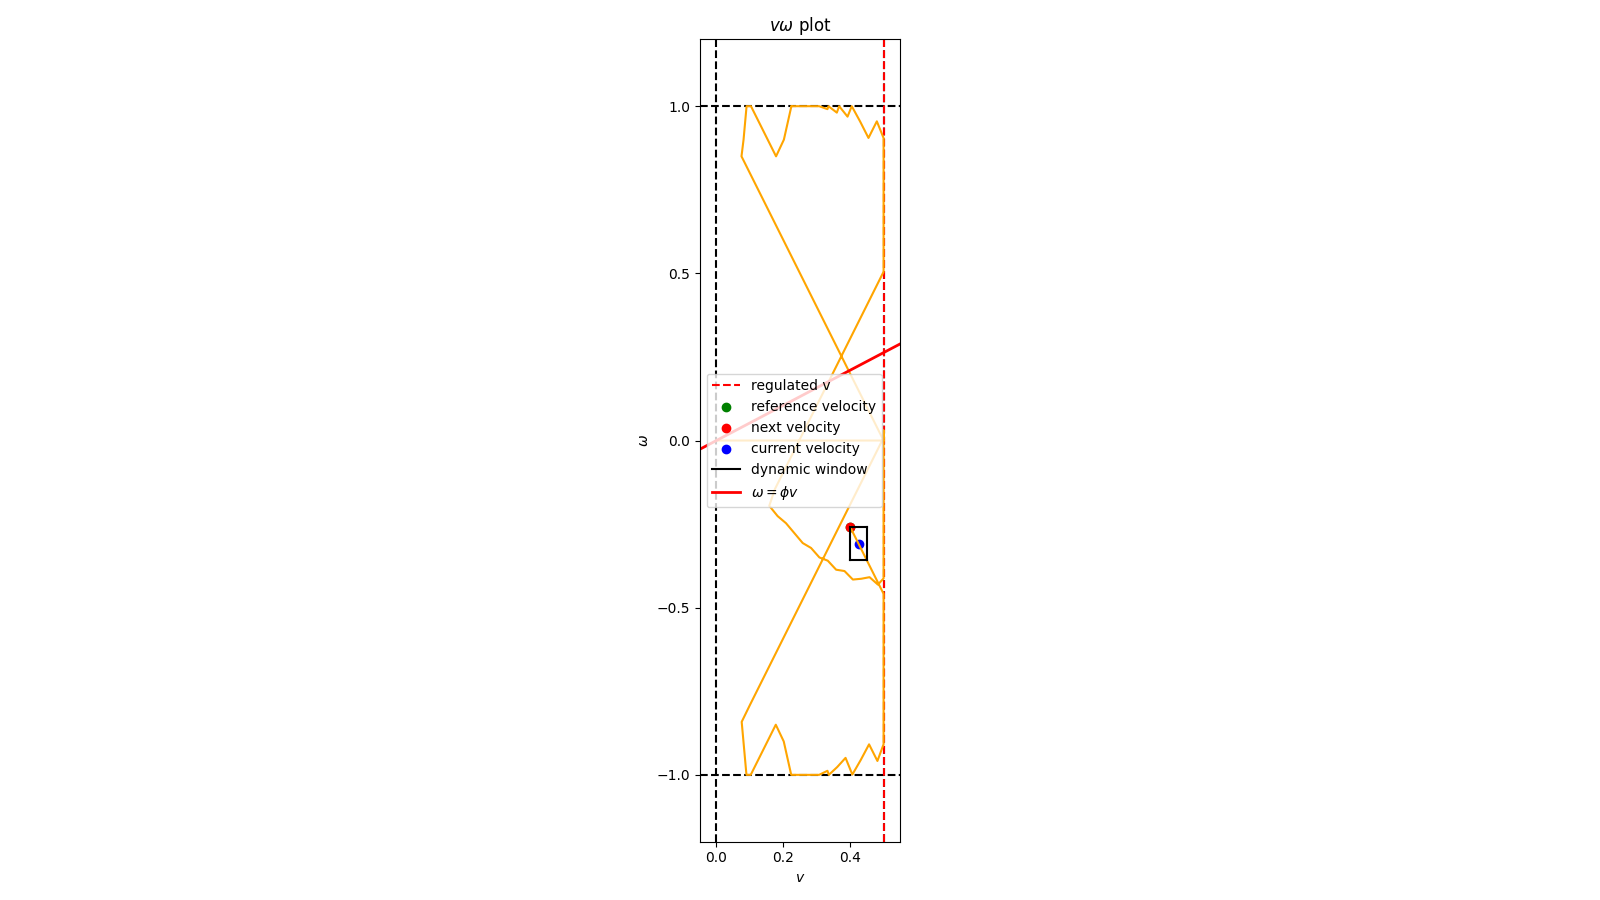 vω plot
1.0
0.5
0.0
−0.5
−1.0
ω
regulated v
reference velocity
next velocity
current velocity
dynamic window
ω = ϕv
0.0 0.2 0.4
v